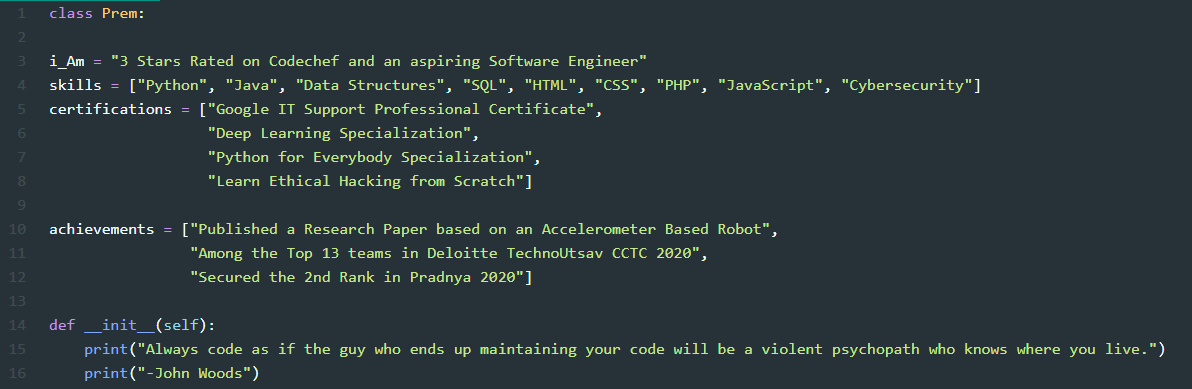 1 class Prem:
2
3 i_Am = "3 Stars Rated on Codechef and an aspiring Software Engineer"
4 skills = ["Python", "Java", "Data Structures", "SQL", "HTML", "CSS", "PHP", "JavaScript", "Cybersecurity"]
5 certifications = ["Google IT Support Professional Certificate",
6 "Deep Learning Specialization",
7 "Python for Everybody Specialization",
8 "Learn Ethical Hacking from Scratch"]
9
10 achievements = ["Published a Research Paper based on an Accelerometer Based Robot",
11 "Among the Top 13 teams in Deloitte TechnoUtsav CCTC 2020",
12 "Secured the 2nd Rank in Pradnya 2020"]
13
14 def __init__(self):
15 print("Always code as if the guy who ends up maintaining your code will be a violent psychopath who knows where you live.")
16 print("-John Woods")